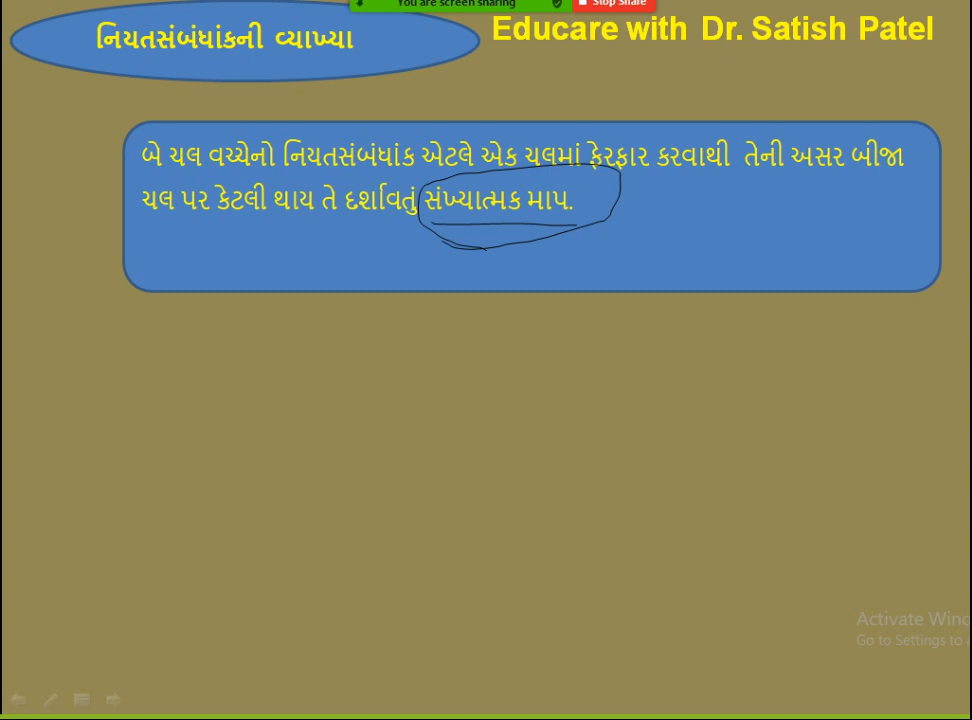 You are screen sharing
Stop Share
નિયતસંબંધાંકની વ્યાખ્યા
Educare with Dr. Satish Patel
બે ચલ વચ્ચેનો નિયતસંબંધાંક એટલે એક ચલમાં ફેરફાર કરવાથી તેની અસર બીજા
ચલ પર કેટલી થાય તે દર્શાવતું સંખ્યાત્મક માપ.
Activate Wind
Go to Settings to a